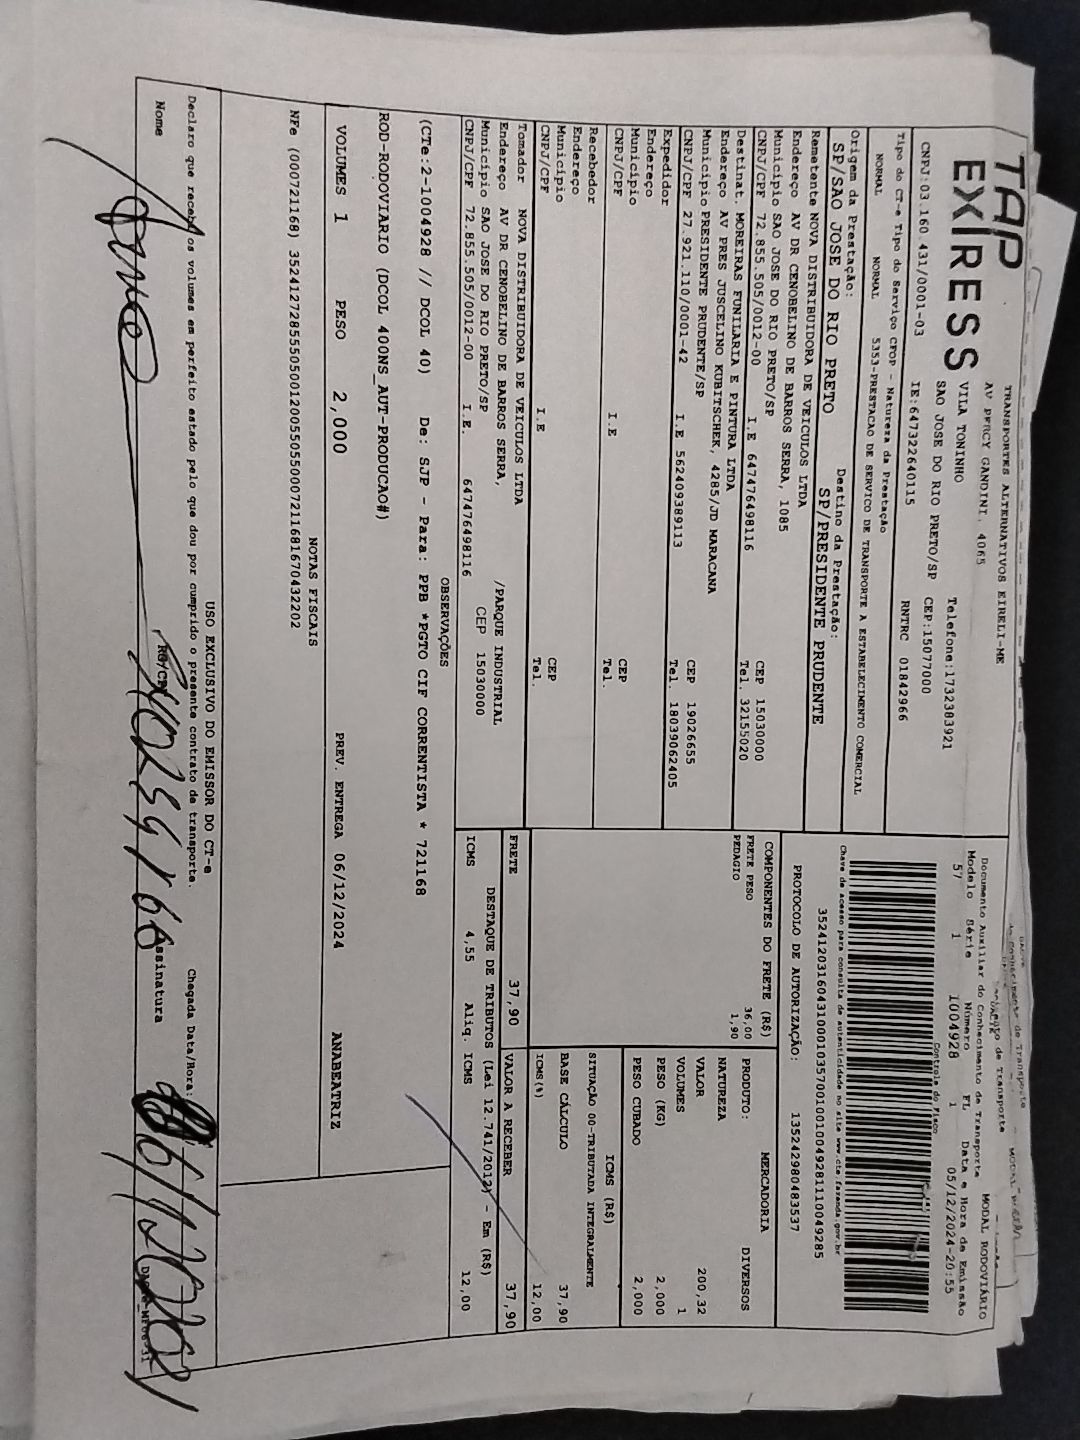 TAP
EXPRESS
TRANSPORTES ALTERNATIVOS EIRELI-ME
AV PERCY GANDINI, 4065
VILA TONINHO
Telefone:1732383921
SAO JOSE DO RIO PRETO/SP CEP:15077000
CNPJ:03.160.431/0001-03 IE:647322640115 RNTRC 01842966
Tipo do CT-e Tipo do Serviço CFOP - Natureza da Prestação
NORMAL NORMAL 5353-PRESTACAO DE SERVICO DE TRANSPORTE A ESTABELECIMENTO COMERCIAL
Origem da Prestação: Destino da Prestação:
SP/SAO JOSE DO RIO PRETO SP/PRESIDENTE PRUDENTE
Remetente NOVA DISTRIBUIDORA DE VEICULOS LTDA
Endereço AV DR CENOBELINO DE BARROS SERRA, 1085
Município SAO JOSE DO RIO PRETO/SP CEP 15030000
CNPJ/CPF 72.855.505/0012-00 I.E 647476498116 Tel. 32155020
Destinat. MOREIRAS FUNILARIA E PINTURA LTDA
Endereço AV PRES JUSCELINO KUBITSCHEK, 4285/JD MARACANA
Município PRESIDENTE PRUDENTE/SP CEP 19026655
CNPJ/CPF 27.921.110/0001-42 I.E 562409389113 Tel. 18039062405
Expedidor
Endereço
Município CEP
CNPJ/CPF I.E Tel.
Recebedor
Endereço
Município CEP
CNPJ/CPF I.E Tel.
Tomador NOVA DISTRIBUIDORA DE VEICULOS LTDA
Endereço AV DR CENOBELINO DE BARROS SERRA, /PARQUE INDUSTRIAL
Município SAO JOSE DO RIO PRETO/SP CEP 15030000
CNPJ/CPF 72.855.505/0012-00 I.E. 647476498116
Documento Auxiliar do Conhecimento de Transporte MODAL RODOVIÁRIO
Modelo Série Número FL Data e Hora de Emissão
57 1 1004928 1 05/12/2024-20:55
Controle do Fisco
Chave de acesso para consulta de autenticidade no site www.cte.fazenda.gov.br
35241203160431000103570010010049281110049285
PROTOCOLO DE AUTORIZAÇÃO: 135242980483537
COMPONENTES DO FRETE (R$)
FRETE PESO 36,00
PEDAGIO 1,90
MERCADORIA
PRODUTO: DIVERSOS
NATUREZA
VALOR 200,32
VOLUMES 1
PESO (KG) 2,000
PESO CUBADO 2,000
ICMS (R$)
SITUAÇÃO 00-TRIBUTADA INTEGRALMENTE
BASE CÁLCULO 37,90
ICMS(%) 12,00
FRETE 37,90 VALOR A RECEBER 37,90
DESTAQUE DE TRIBUTOS (Lei 12.741/2012) - Em (R$)
ICMS 4,55 Alíq. ICMS 12,00
OBSERVAÇÕES
(CTe:2-1004928 // DCOL 40) De: SJP - Para: PPB *PGTO CIF CORRENTISTA * 721168
ROD-RODOVIARIO (DCOL 400NS_AUT-PRODUCAO#)
VOLUMES 1 PESO 2,000 PREV. ENTREGA 06/12/2024 ANABEATRIZ
NOTAS FISCAIS
NFe (000721168) 35241272855505001200550550007211681670432202
USO EXCLUSIVO DO EMISSOR DO CT-e
Declaro que recebi os volumes em perfeito estado pelo que dou por cumprido o presente contrato de transporte. Chegada Data/Hora:
Nome RG/CPF Assinatura